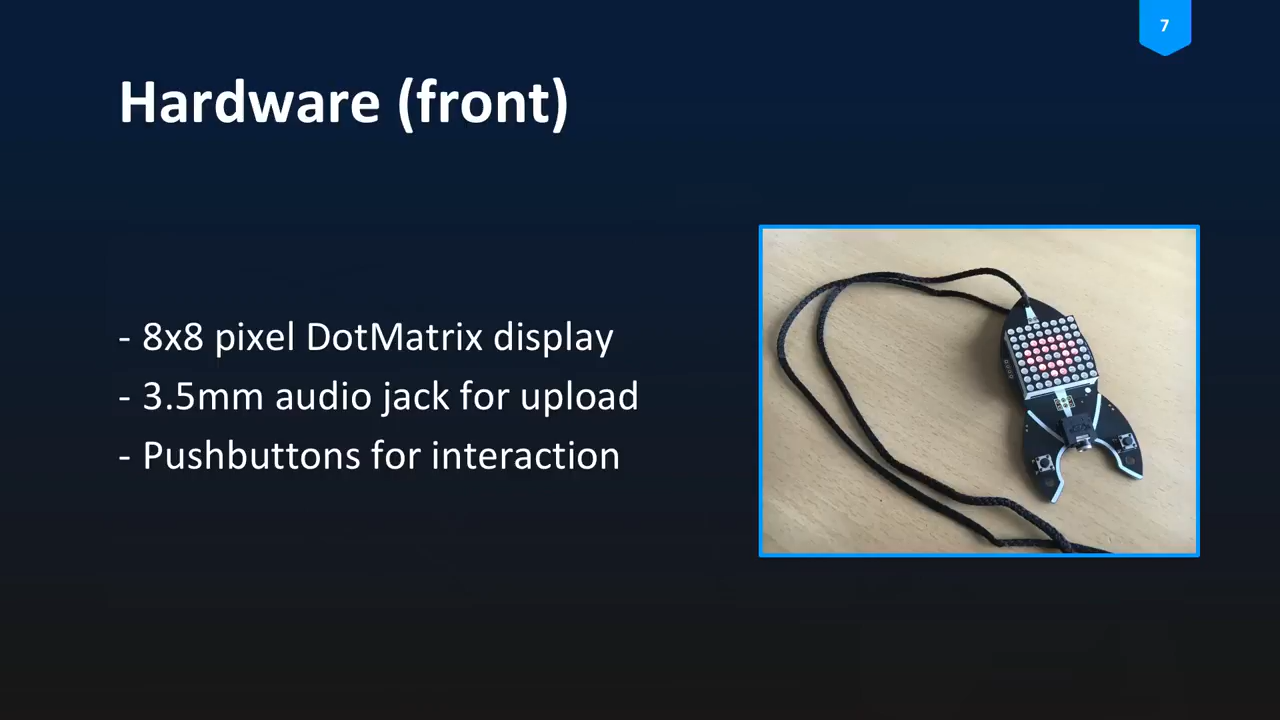 7
Hardware (front)
- 8x8 pixel DotMatrix display
- 3.5mm audio jack for upload
- Pushbuttons for interaction